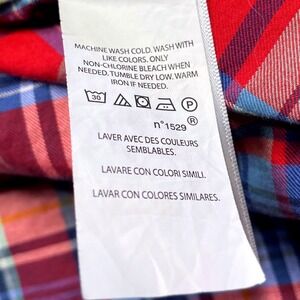 MACHINE WASH COLD. WASH WITH
LIKE COLORS. ONLY
NON-CHLORINE BLEACH WHEN
NEEDED. TUMBLE DRY LOW. WARM
IRON IF NEEDED.
30 P
n°1529 ®
LAVER AVEC DES COULEURS
SEMBLABLES.
LAVARE CON COLORI SIMILI.
LAVAR CON COLORES SIMILARES.